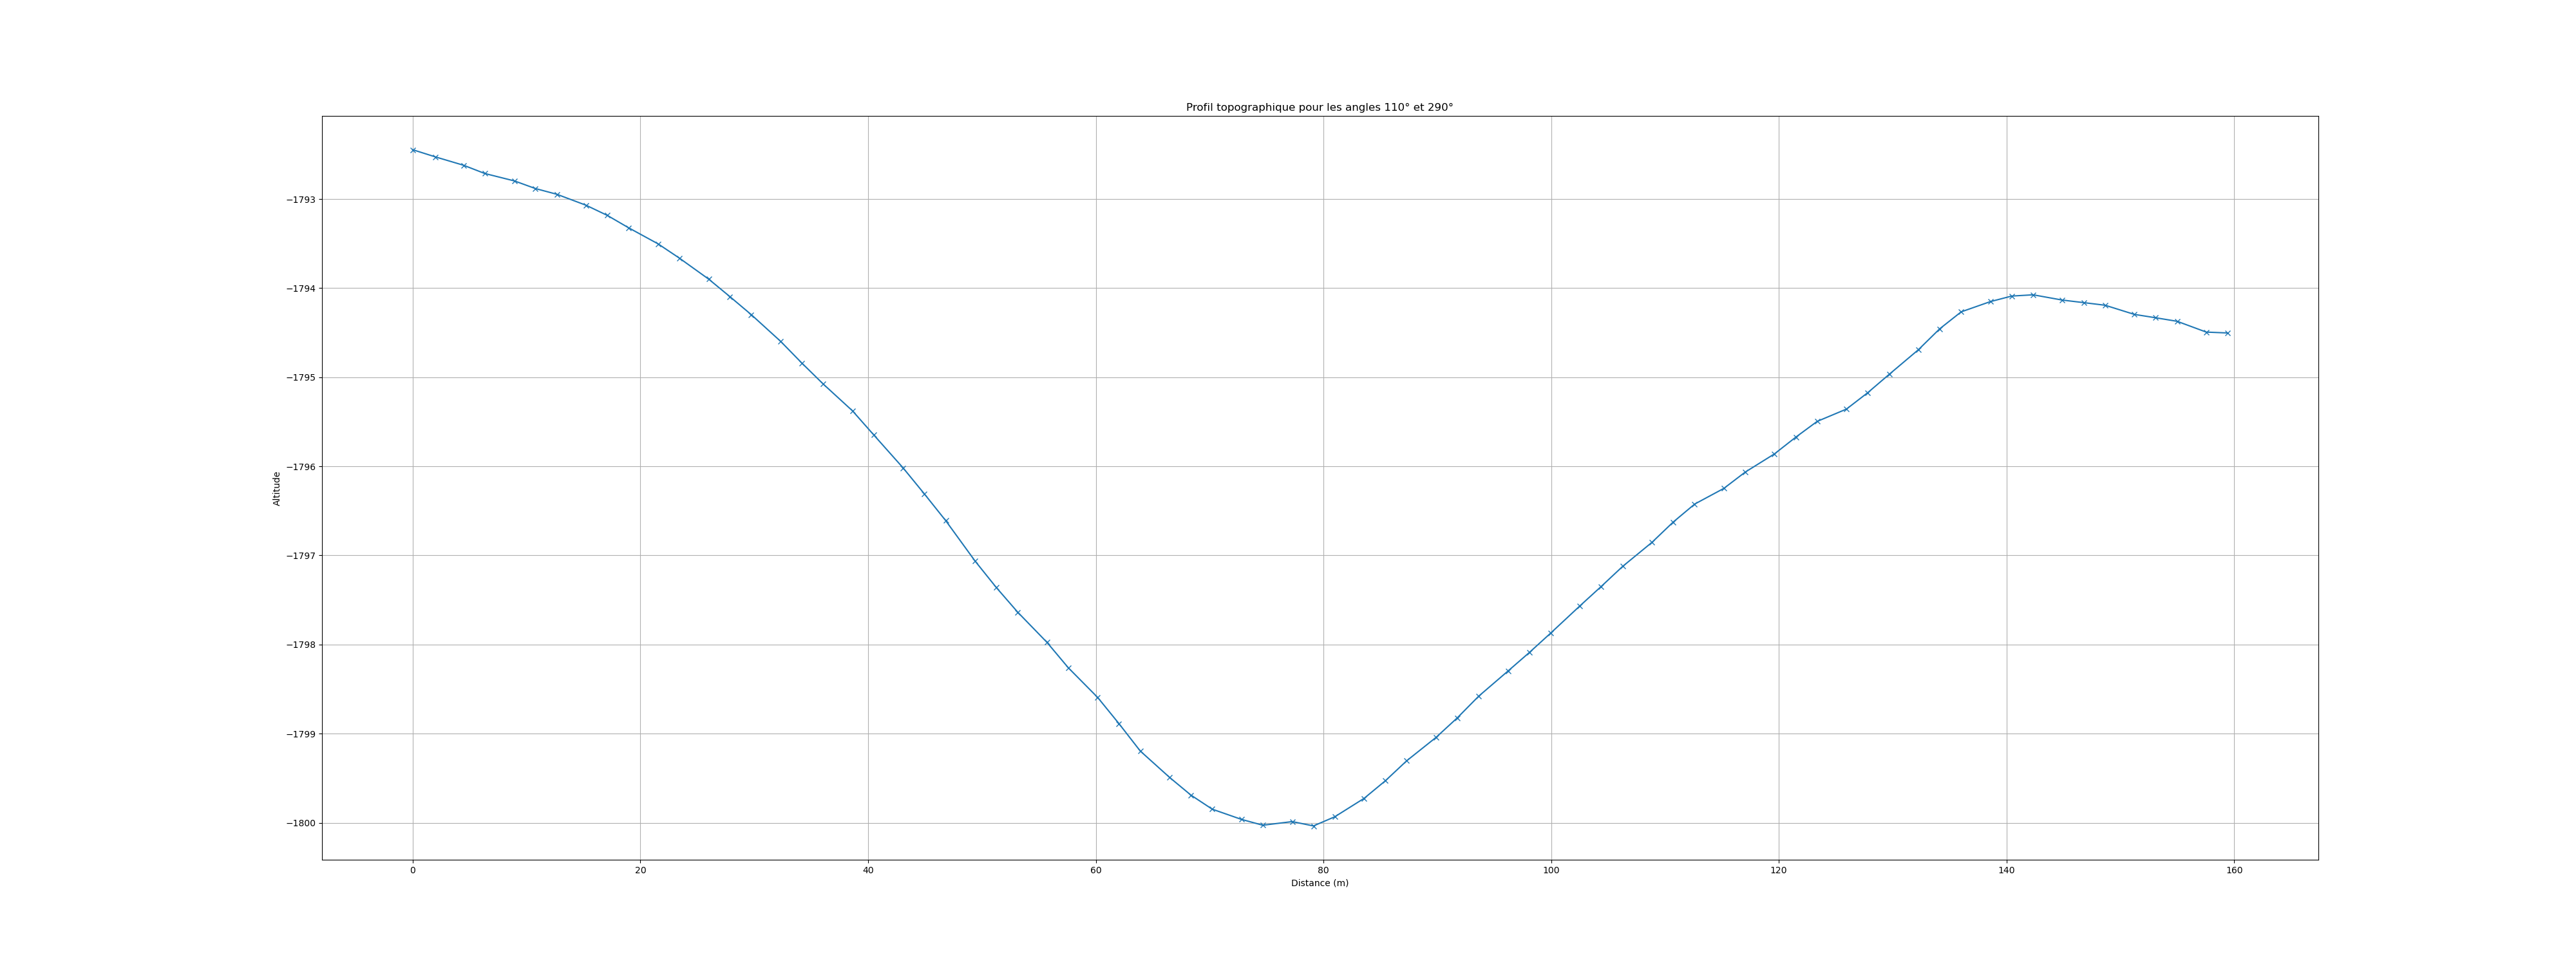 Profil topographique pour les angles 110° et 290°
−1793
−1794
−1795
−1796
−1797
−1798
−1799
−1800
Altitude
0 20 40 60 80 100 120 140 160
Distance (m)